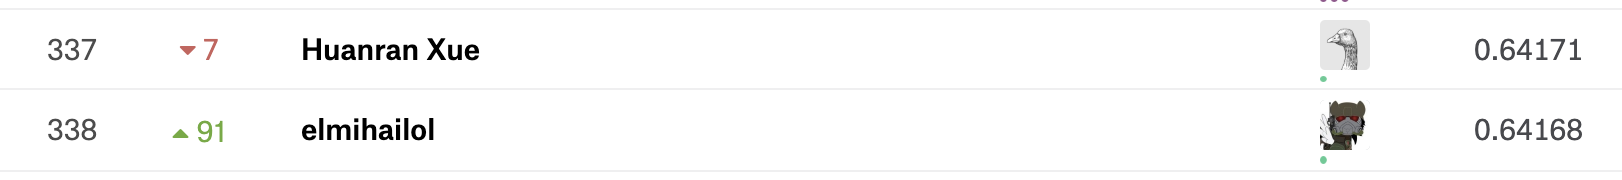 337 7 Huanran Xue 0.64171
338 91 elmihailol 0.64168